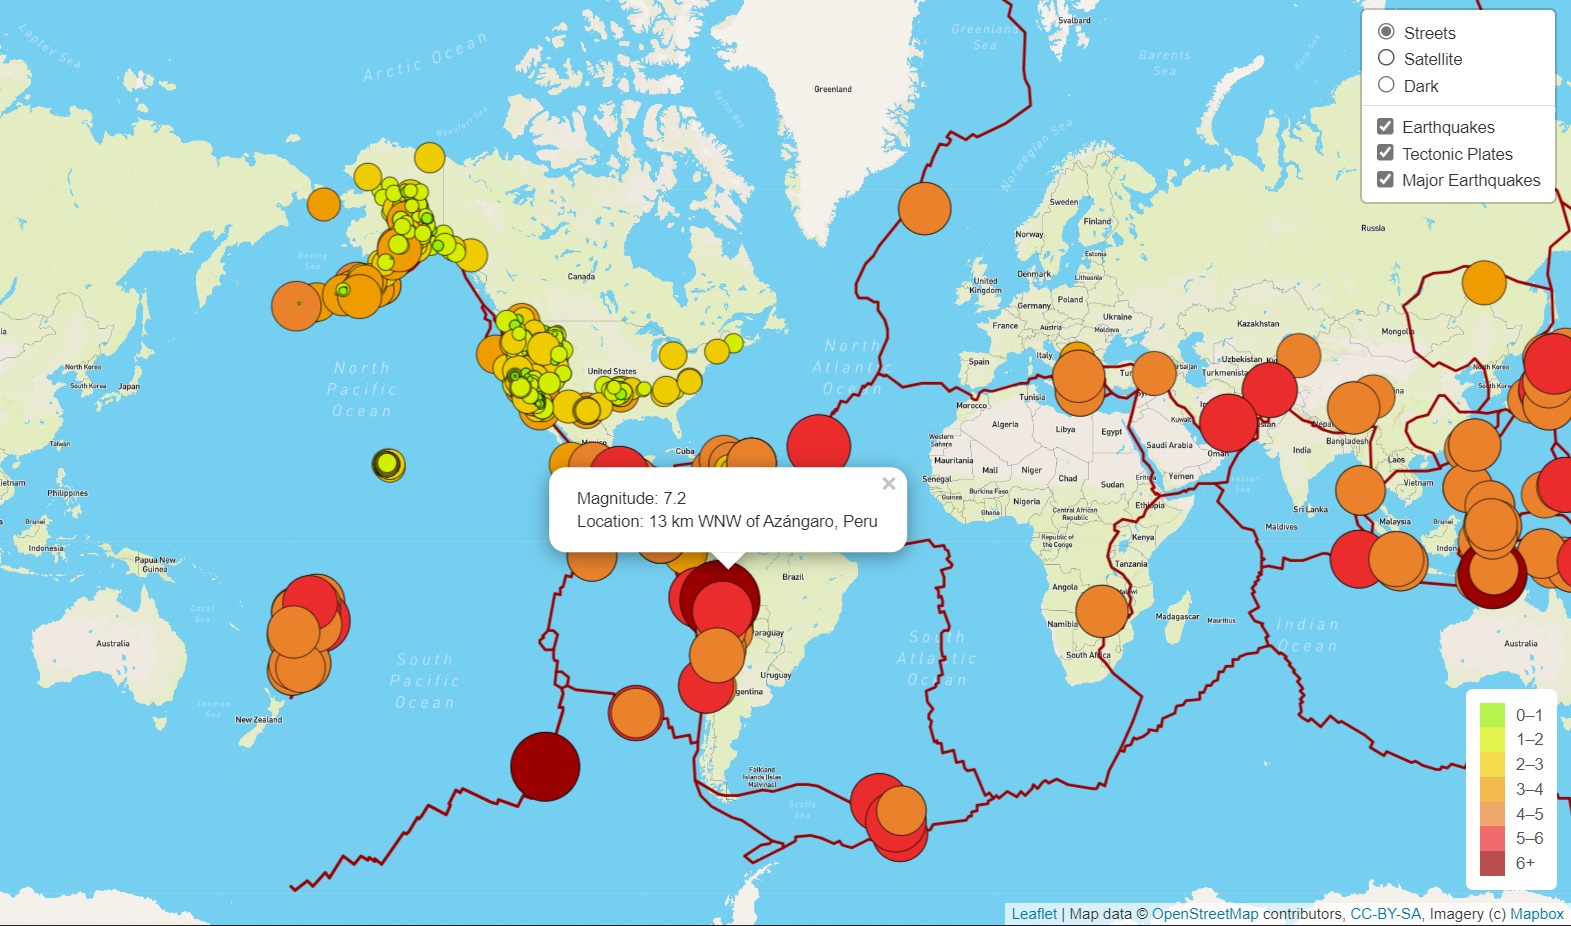 Laptev Sea
Arctic Ocean
Beaufort Sea
Baffin Bay
Greenland
Greenland
Sea
Svalbard
Barents
Sea
Kara Sea
Norwegian Sea
Streets
Satellite
Dark
Earthquakes
Tectonic Plates
Major Earthquakes
Sweden
Finland
Norway
Russia
Estonia
Bering
Sea
Canada
United
Kingdom
Denmark
Lithuania
Germany
Poland
Ukraine
France
Austria
Moldova
Kazakhstan
Mongolia
North
Atlantic
Ocean
Spain
Italy
Uzbekistan
Turkmenistan
North Korea
South Korea
Japan
North Korea
South Korea
North
Pacific
Ocean
United States
Morocco
Tunisia
Algeria
Libya
Egypt
Kuwait
Nepal
Bangladesh
Taiwan
Mexico
Cuba
Western
Sahara
Saudi Arabia
Oman
India
Laos
Mauritania
Mali
Niger
Chad
Sudan
Yemen
Arabian
Sea
Vietnam
Philippines
Senegal
Guinea
Burkina Faso
Nigeria
Ghana
Ethiopia
Sri Lanka
Maldives
Malaysia
Brunei
Brunei
Central African
Republic
Indonesia
Republic of
the Congo
Kenya
Papua New
Guinea
Magnitude: 7.2
Location: 13 km WNW of Azángaro, Peru
×
Brazil
Tanzania
Angola
Malawi
Coral
Sea
Namibia
Madagascar
Mauritius
Australia
Paraguay
South
Atlantic
Ocean
Indian
Ocean
Australia
South Africa
South
Pacific
Ocean
Uruguay
Tasman
Sea
New Zealand
Falkland
Islands (Islas
Malvinas)
Scotia
Sea
0–1
1–2
2–3
3–4
4–5
5–6
6+
Leaflet | Map data © OpenStreetMap contributors, CC-BY-SA, Imagery (c) Mapbox